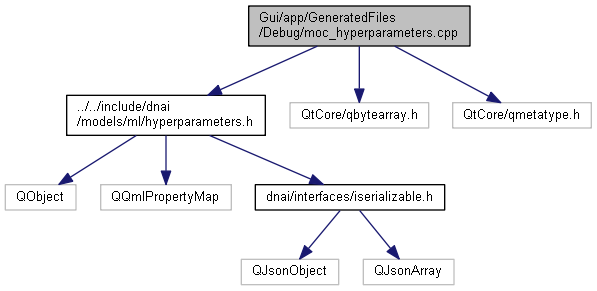 Gui/app/GeneratedFiles
/Debug/moc_hyperparameters.cpp
../../include/dnai
/models/ml/hyperparameters.h
QtCore/qbytearray.h
QtCore/qmetatype.h
QObject
QQmlPropertyMap
dnai/interfaces/iserializable.h
QJsonObject
QJsonArray